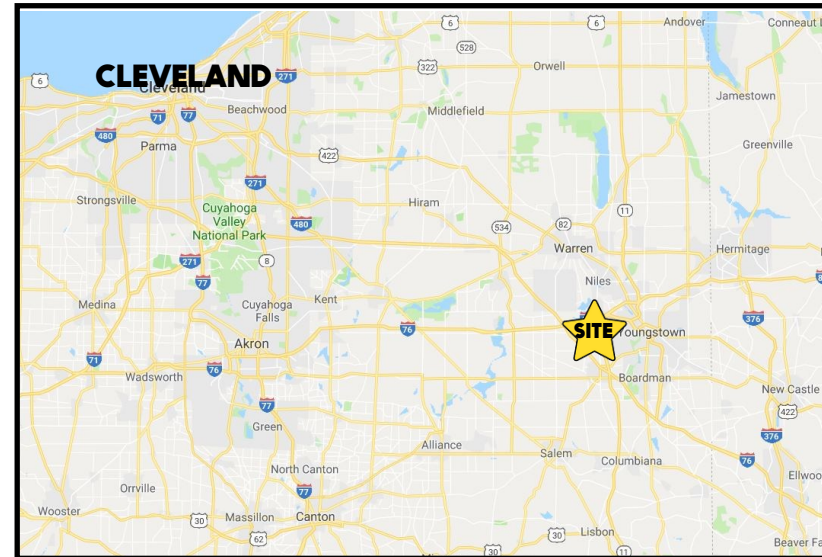 6
6
Andover
Conneaut L
528
322
Orwell
CLEVELAND
Cleveland
271
6
Jamestown
Beachwood
Middlefield
71
77
480
Parma
Greenville
422
271
Strongsville
Cuyahoga
Valley
National Park
Hiram
11
480
534
82
Warren
Hermitage
8
271
77
Niles
Medina
Cuyahoga
Falls
Kent
376
76
SITE
Youngstown
Akron
71
76
Wadsworth
Boardman
New Castle
77
422
Green
376
Alliance
Salem
Columbiana
76
North Canton
Ellwoo
Orrville
77
Wooster
30
Massillon
Canton
62
30
Lisbon
Beaver Fa
30
11